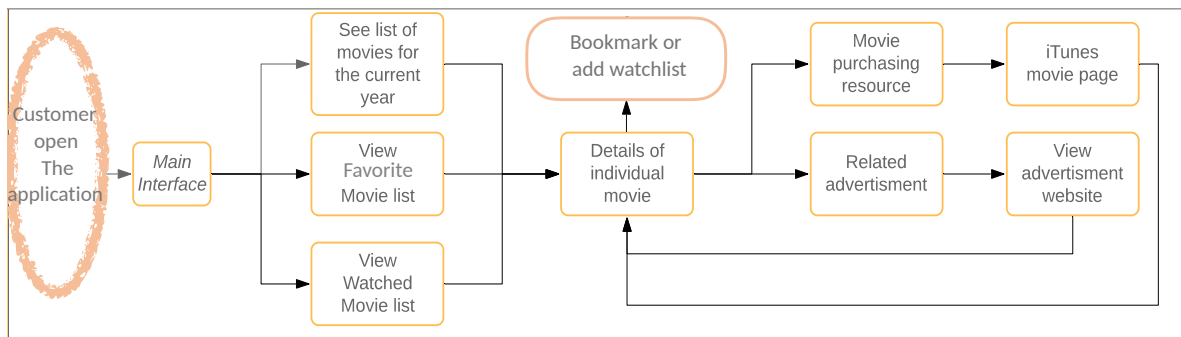 Customer
open
The
application
Main
Interface
See list of
movies for
the current
year
View
Favorite
Movie list
View
Watched
Movie list
Bookmark or
add watchlist
Details of
individual
movie
Movie
purchasing
resource
iTunes
movie page
Related
advertisment
View
advertisment
website